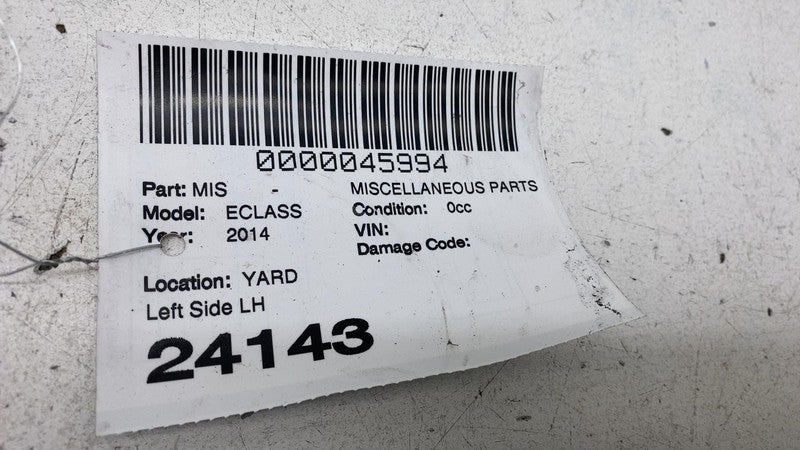 0000045994
Part: MIS - MISCELLANEOUS PARTS
Model: ECLASS Condition: 0cc
Year: 2014 VIN:
Damage Code:
Location: YARD
Left Side LH
24143